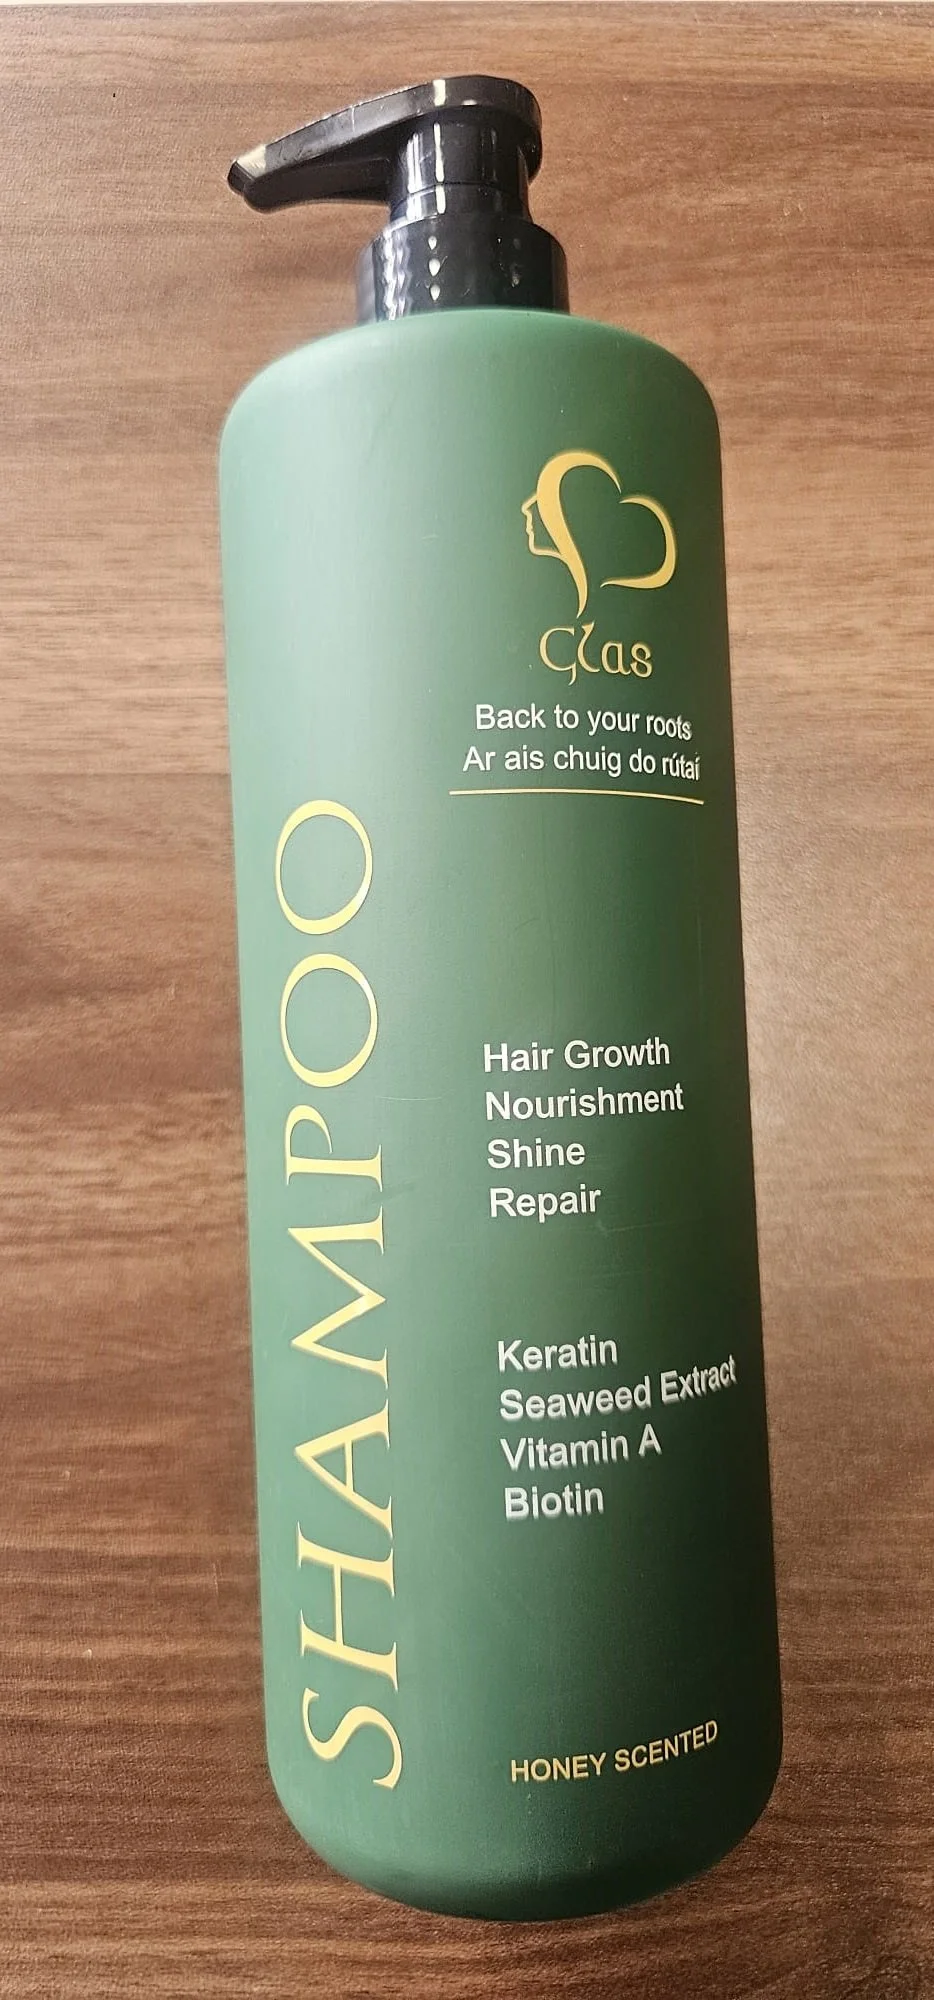 Glas
Back to your roots
Ar ais chuig do rútaí
SHAMPOO
Hair Growth
Nourishment
Shine
Repair
Keratin
Seaweed Extract
Vitamin A
Biotin
HONEY SCENTED